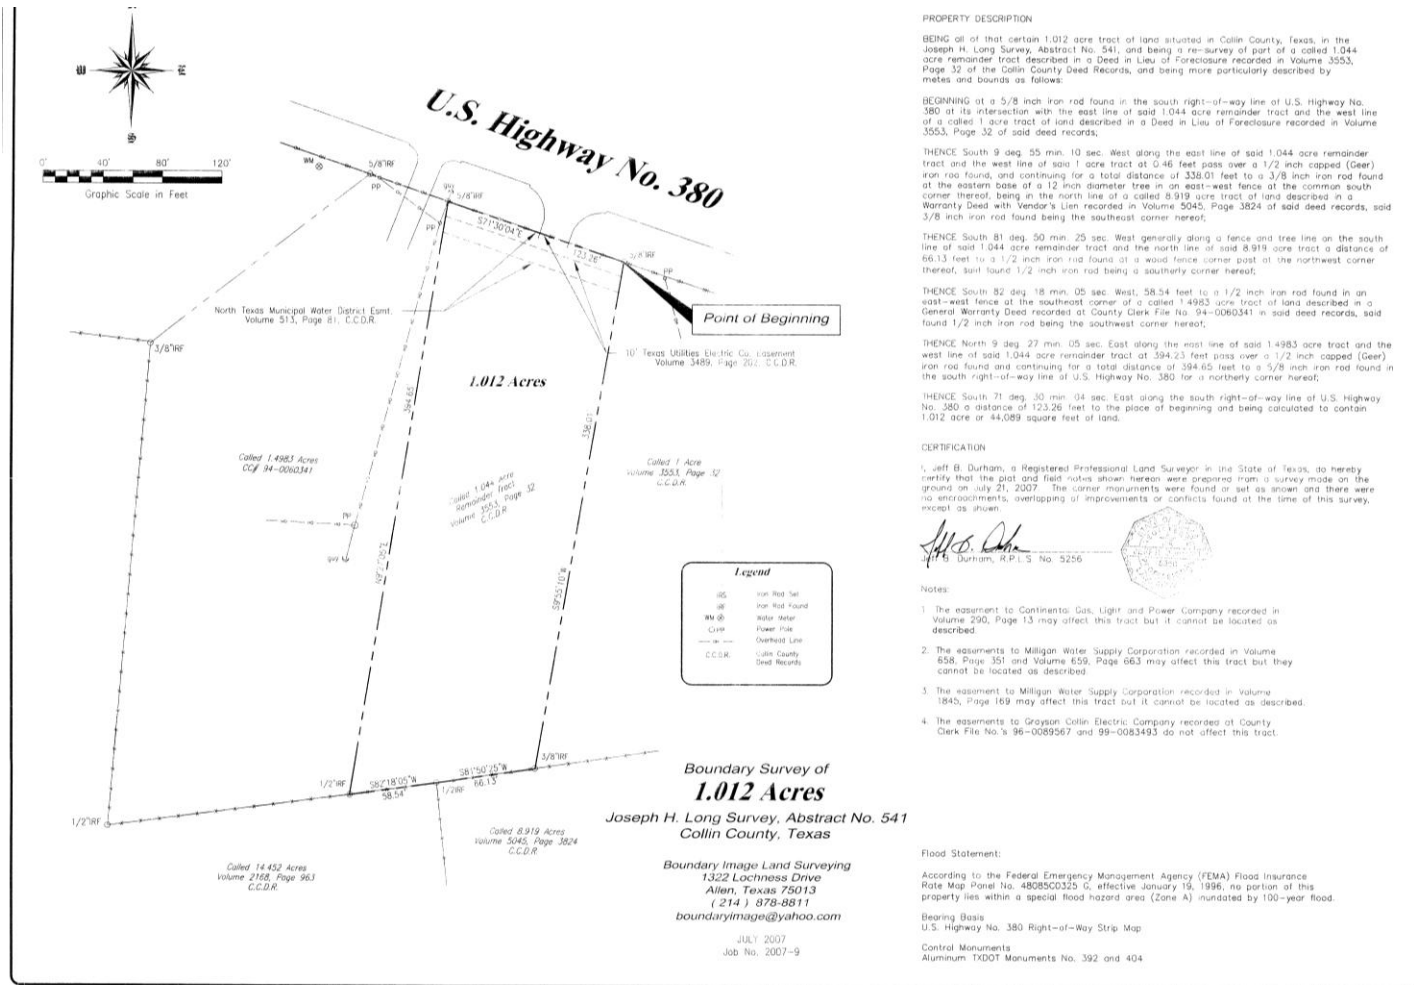 0' 40' 80' 120'
Graphic Scale in Feet
U.S. Highway No. 380
WM
5/8"IRF
PP
5/8"IRF
PP
S71°30'04"E
123.26'
5/8"IRF
PP
North Texas Municipal Water District Esmt.
Volume 513, Page 81, C.C.D.R.
Point of Beginning
3/8"IRF
10' Texas Utilities Electric Co. Easement
Volume 3489, Page 202, C.C.D.R.
1.012 Acres
394.65'
338.01'
Called 1.4983 Acres
CC# 94-0060341
Called 1.044 acre
Remainder Tract
Volume 3553, Page 32
C.C.D.R.
Called 1 Acre
Volume 3553, Page 32
C.C.D.R.
PP
N9°27'05"E
S9°55'10"W
Legend
IRS Iron Rod Set
IRF Iron Rod Found
WM Water Meter
PP Power Pole
Overhead Line
C.C.D.R. Collin County
Deed Records
3/8"IRF
1/2"IRF
S82°18'05"W
58.54'
S81°50'25"W
66.13'
1/2"IRF
1/2"IRF
Called 8.919 Acres
Volume 5045, Page 3824
C.C.D.R.
Called 14.452 Acres
Volume 2168, Page 963
C.C.D.R.
Boundary Survey of
1.012 Acres
Joseph H. Long Survey, Abstract No. 541
Collin County, Texas
Boundary Image Land Surveying
1322 Lochness Drive
Allen, Texas 75013
( 214 ) 878-8811
boundaryimage@yahoo.com
JULY 2007
Job No. 2007-9
PROPERTY DESCRIPTION
BEING all of that certain 1.012 acre tract of land situated in Collin County, Texas, in the
Joseph H. Long Survey, Abstract No. 541, and being a re-survey of part of a called 1.044
acre remainder tract described in a Deed in Lieu of Foreclosure recorded in Volume 3553,
Page 32 of the Collin County Deed Records, and being more particularly described by
metes and bounds as follows:
BEGINNING at a 5/8 inch iron rod found in the south right-of-way line of U.S. Highway No.
380 at its intersection with the east line of said 1.044 acre remainder tract and the west line
of a called 1 acre tract of land described in a Deed in Lieu of Foreclosure recorded in Volume
3553, Page 32 of said deed records;
THENCE South 9 deg. 55 min. 10 sec. West along the east line of said 1.044 acre remainder
tract and the west line of said 1 acre tract at 0.46 feet pass over a 1/2 inch capped (Geer)
iron rod found, and continuing for a total distance of 338.01 feet to a 3/8 inch iron rod found
at the eastern base of a 12 inch diameter tree in an east-west fence at the common south
corner thereof, being in the north line of a called 8.919 acre tract of land described in a
Warranty Deed with Vendor's Lien recorded in Volume 5045, Page 3824 of said deed records, said
3/8 inch iron rod found being the southeast corner hereof;
THENCE South 81 deg. 50 min. 25 sec. West generally along a fence and tree line on the south
line of said 1.044 acre remainder tract and the north line of said 8.919 acre tract a distance of
66.13 feet to a 1/2 inch iron rod found at a wood fence corner post at the northwest corner
thereof, said found 1/2 inch iron rod being a southerly corner hereof;
THENCE South 82 deg. 18 min. 05 sec. West, 58.54 feet to a 1/2 inch iron rod found in an
east-west fence at the southeast corner of a called 1.4983 acre tract of land described in a
General Warranty Deed recorded at County Clerk File No. 94-0060341 in said deed records, said
found 1/2 inch iron rod being the southwest corner hereof;
THENCE North 9 deg. 27 min. 05 sec. East along the east line of said 1.4983 acre tract and the
west line of said 1.044 acre remainder tract at 394.23 feet pass over a 1/2 inch capped (Geer)
iron rod found and continuing for a total distance of 394.65 feet to a 5/8 inch iron rod found in
the south right-of-way line of U.S. Highway No. 380 for a northerly corner hereof;
THENCE South 71 deg. 30 min. 04 sec. East along the south right-of-way line of U.S. Highway
No. 380 a distance of 123.26 feet to the place of beginning and being calculated to contain
1.012 acre or 44,089 square feet of land.
CERTIFICATION
I, Jeff B. Durham, a Registered Professional Land Surveyor in the State of Texas, do hereby
certify that the plat and field notes shown hereon were prepared from a survey made on the
ground on July 21, 2007. The corner monuments were found or set as shown and there were
no encroachments, overlapping of improvements or conflicts found at the time of this survey,
except as shown.
Jeff B. Durham, R.P.L.S. No. 5256
Notes:
1. The easement to Continental Gas, Light and Power Company recorded in
Volume 290, Page 13 may affect this tract but it cannot be located as
described.
2. The easements to Milligan Water Supply Corporation recorded in Volume
658, Page 351 and Volume 659, Page 663 may affect this tract but they
cannot be located as described.
3. The easement to Milligan Water Supply Corporation recorded in Volume
1845, Page 169 may affect this tract but it cannot be located as described.
4. The easements to Grayson Collin Electric Company recorded at County
Clerk File No.'s 96-0089567 and 99-0083493 do not affect this tract.
Flood Statement:
According to the Federal Emergency Management Agency (FEMA) Flood Insurance
Rate Map Panel No. 48085C0325 G, effective January 19, 1996, no portion of this
property lies within a special flood hazard area (Zone A) inundated by 100-year flood.
Bearing Basis
U.S. Highway No. 380 Right-of-Way Strip Map
Control Monuments
Aluminum TXDOT Monuments No. 392 and 404